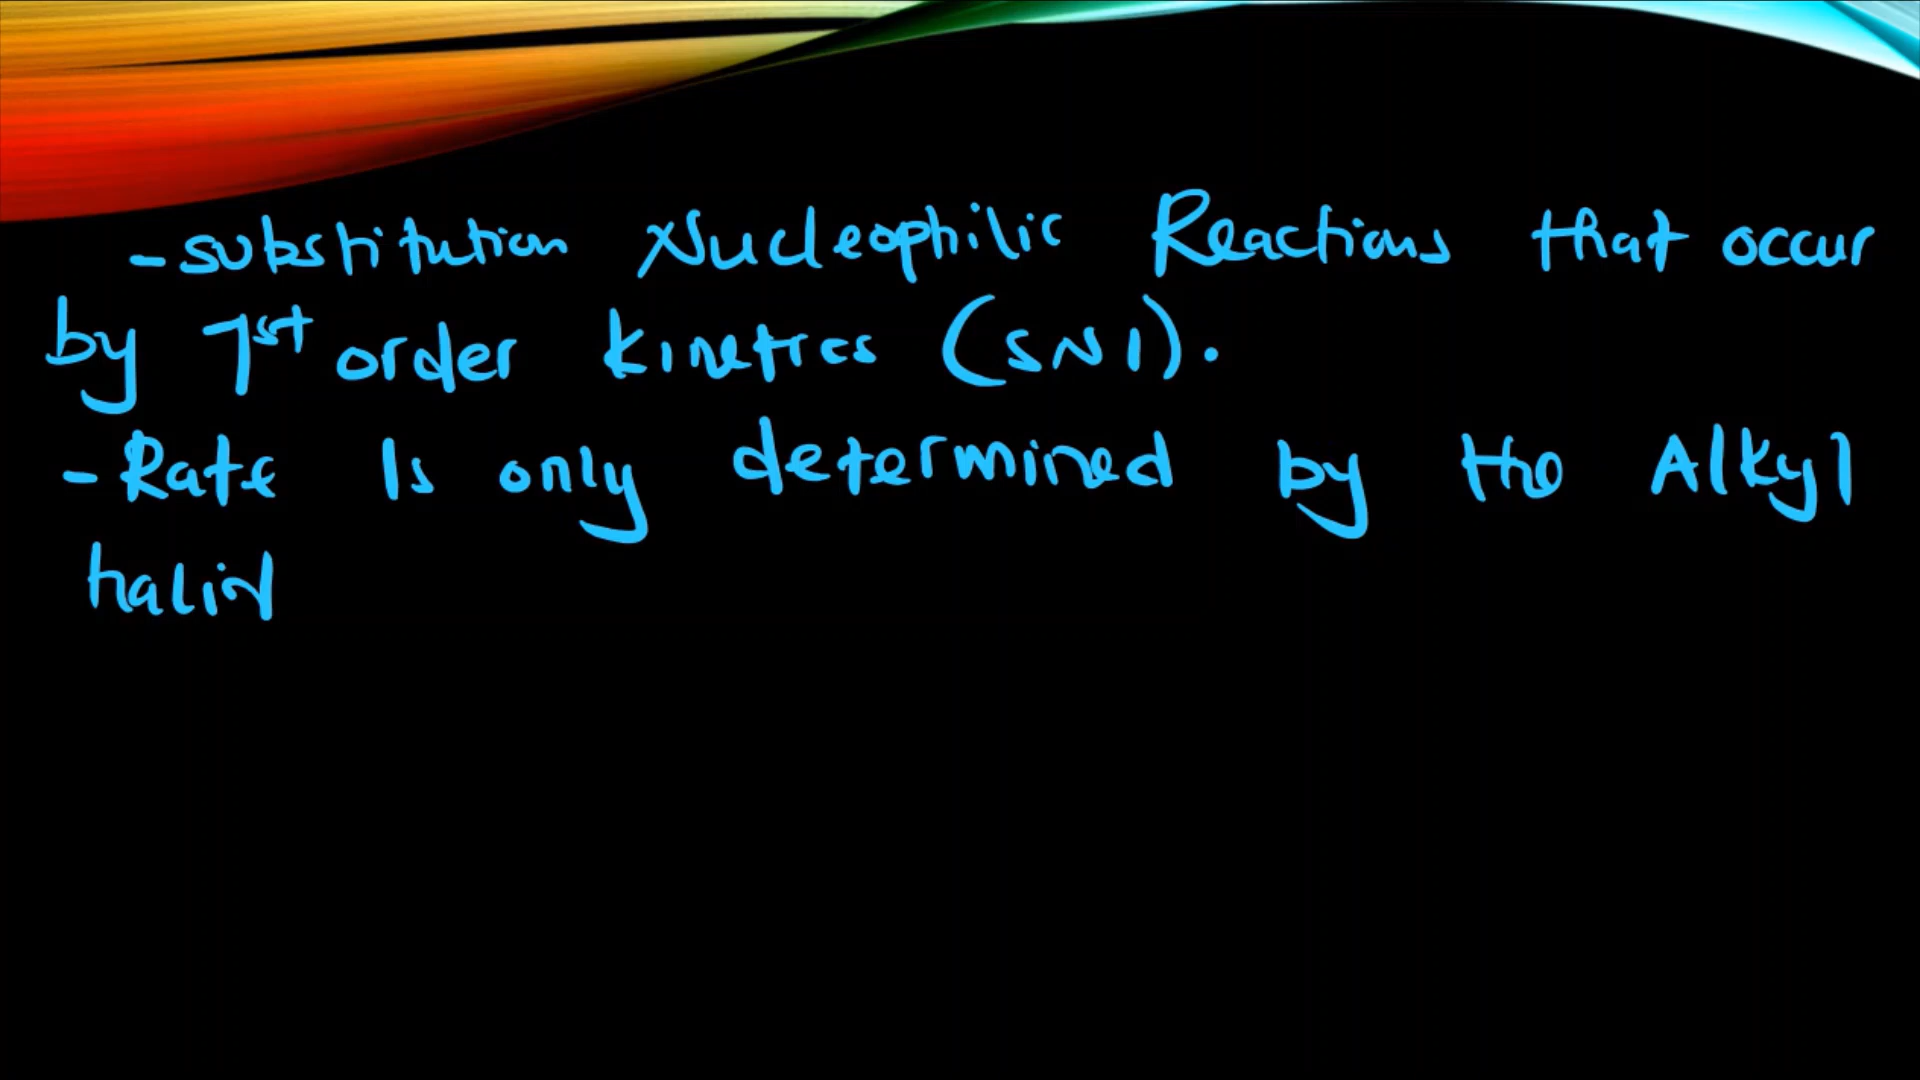 -substitution Nucleophilic Reactions that occur
by 1st order kinetics (SN1).
-Rate Is only determined by the Alkyl
halid